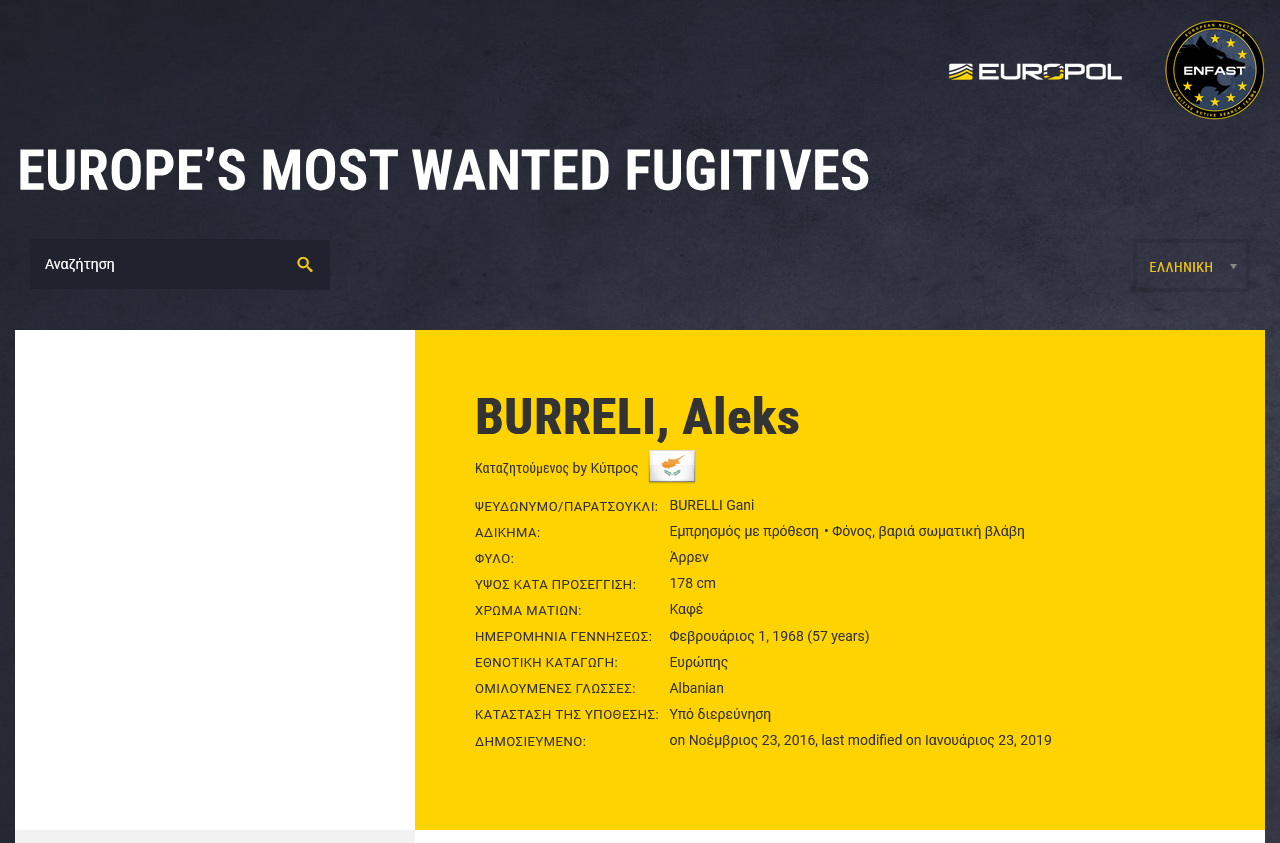 EUROPOL
ENFAST
EUROPE’S MOST WANTED FUGITIVES
Αναζήτηση
ΕΛΛΗΝΙΚΗ
BURRELI, Aleks
Καταζητούμενος by Κύπρος
ΨΕΥΔΩΝΥΜΟ/ΠΑΡΑΤΣΟΥΚΛΙ: BURELLI Gani
ΑΔΙΚΗΜΑ: Εμπρησμός με πρόθεση • Φόνος, βαριά σωματική βλάβη
ΦΥΛΟ: Άρρεν
ΥΨΟΣ ΚΑΤΑ ΠΡΟΣΕΓΓΙΣΗ: 178 cm
ΧΡΩΜΑ ΜΑΤΙΩΝ: Καφέ
ΗΜΕΡΟΜΗΝΙΑ ΓΕΝΝΗΣΕΩΣ: Φεβρουάριος 1, 1968 (57 years)
ΕΘΝΟΤΙΚΗ ΚΑΤΑΓΩΓΗ: Ευρώπης
ΟΜΙΛΟΥΜΕΝΕΣ ΓΛΩΣΣΕΣ: Albanian
ΚΑΤΑΣΤΑΣΗ ΤΗΣ ΥΠΟΘΕΣΗΣ: Υπό διερεύνηση
ΔΗΜΟΣΙΕΥΜΕΝΟ: on Νοέμβριος 23, 2016, last modified on Ιανουάριος 23, 2019